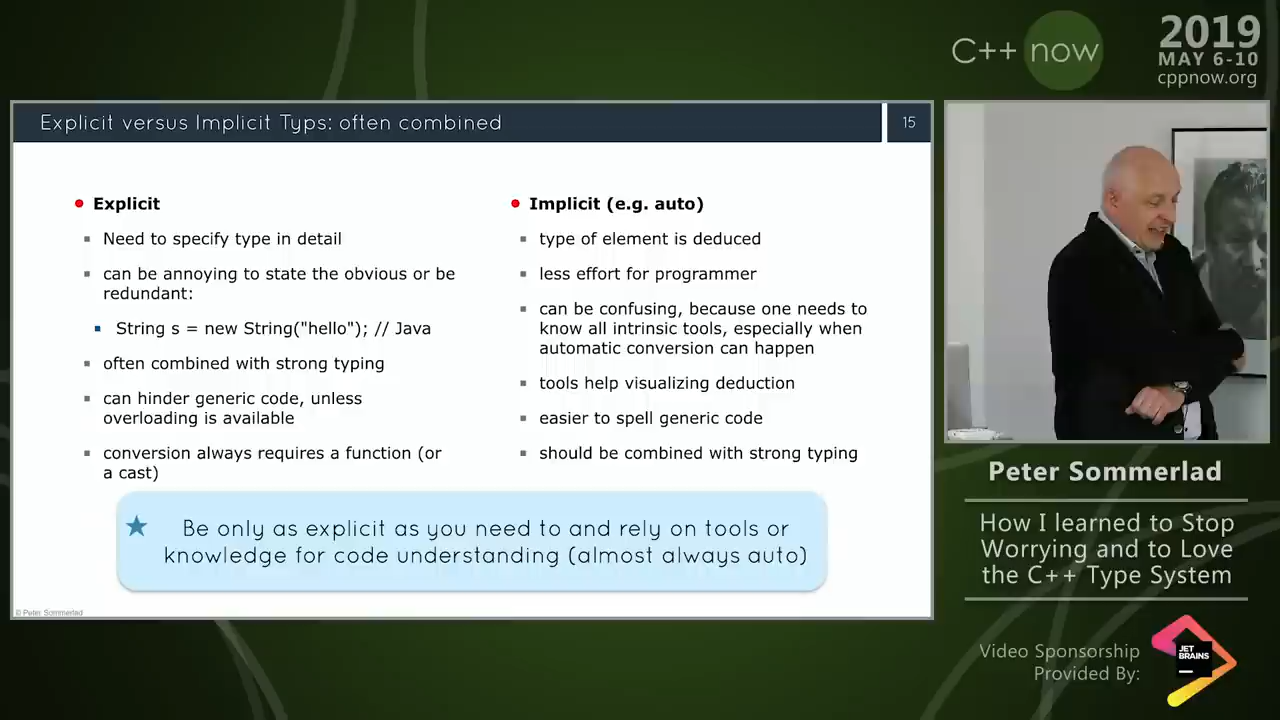 C++ now
2019
MAY 6-10
cppnow.org
Explicit versus Implicit Typs: often combined
15
Explicit
Need to specify type in detail
can be annoying to state the obvious or be
redundant:
String s = new String("hello"); // Java
often combined with strong typing
can hinder generic code, unless
overloading is available
conversion always requires a function (or
a cast)
Implicit (e.g. auto)
type of element is deduced
less effort for programmer
can be confusing, because one needs to
know all intrinsic tools, especially when
automatic conversion can happen
tools help visualizing deduction
easier to spell generic code
should be combined with strong typing
Be only as explicit as you need to and rely on tools or
knowledge for code understanding (almost always auto)
© Peter Sommerlad
Peter Sommerlad
How I learned to Stop
Worrying and to Love
the C++ Type System
Video Sponsorship
Provided By:
JET
BRAINS